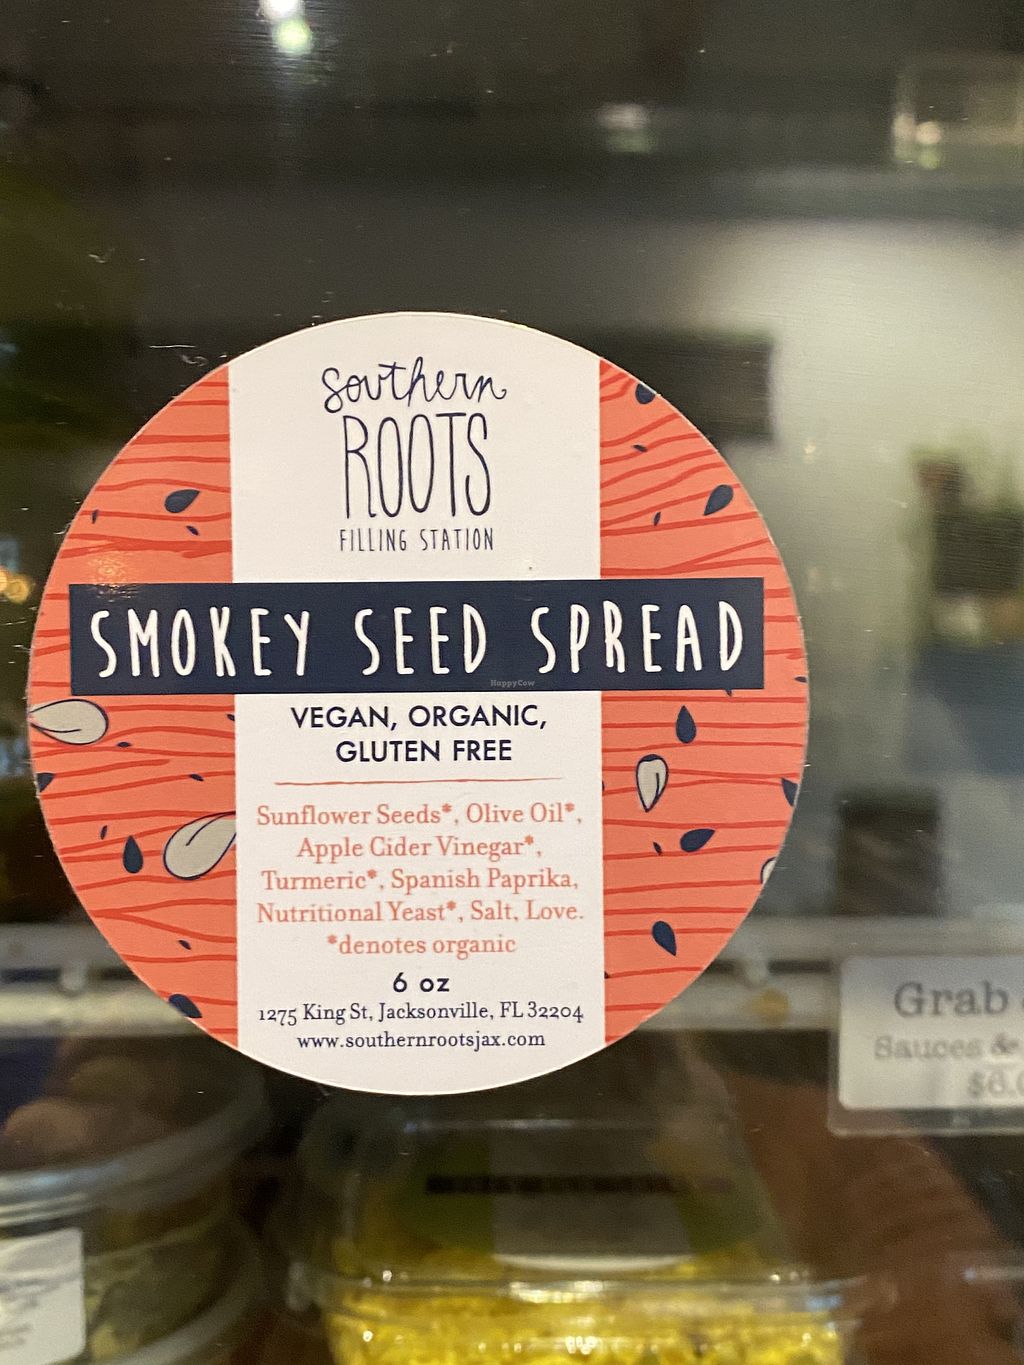 Southern
ROOTS
FILLING STATION
SMOKEY SEED SPREAD
HappyCow
VEGAN, ORGANIC,
GLUTEN FREE
Sunflower Seeds*, Olive Oil*,
Apple Cider Vinegar*,
Turmeric*, Spanish Paprika,
Nutritional Yeast*, Salt, Love.
*denotes organic
6 oz
1275 King St, Jacksonville, FL 32204
www.southernrootsjax.com
Grab
Sauces &